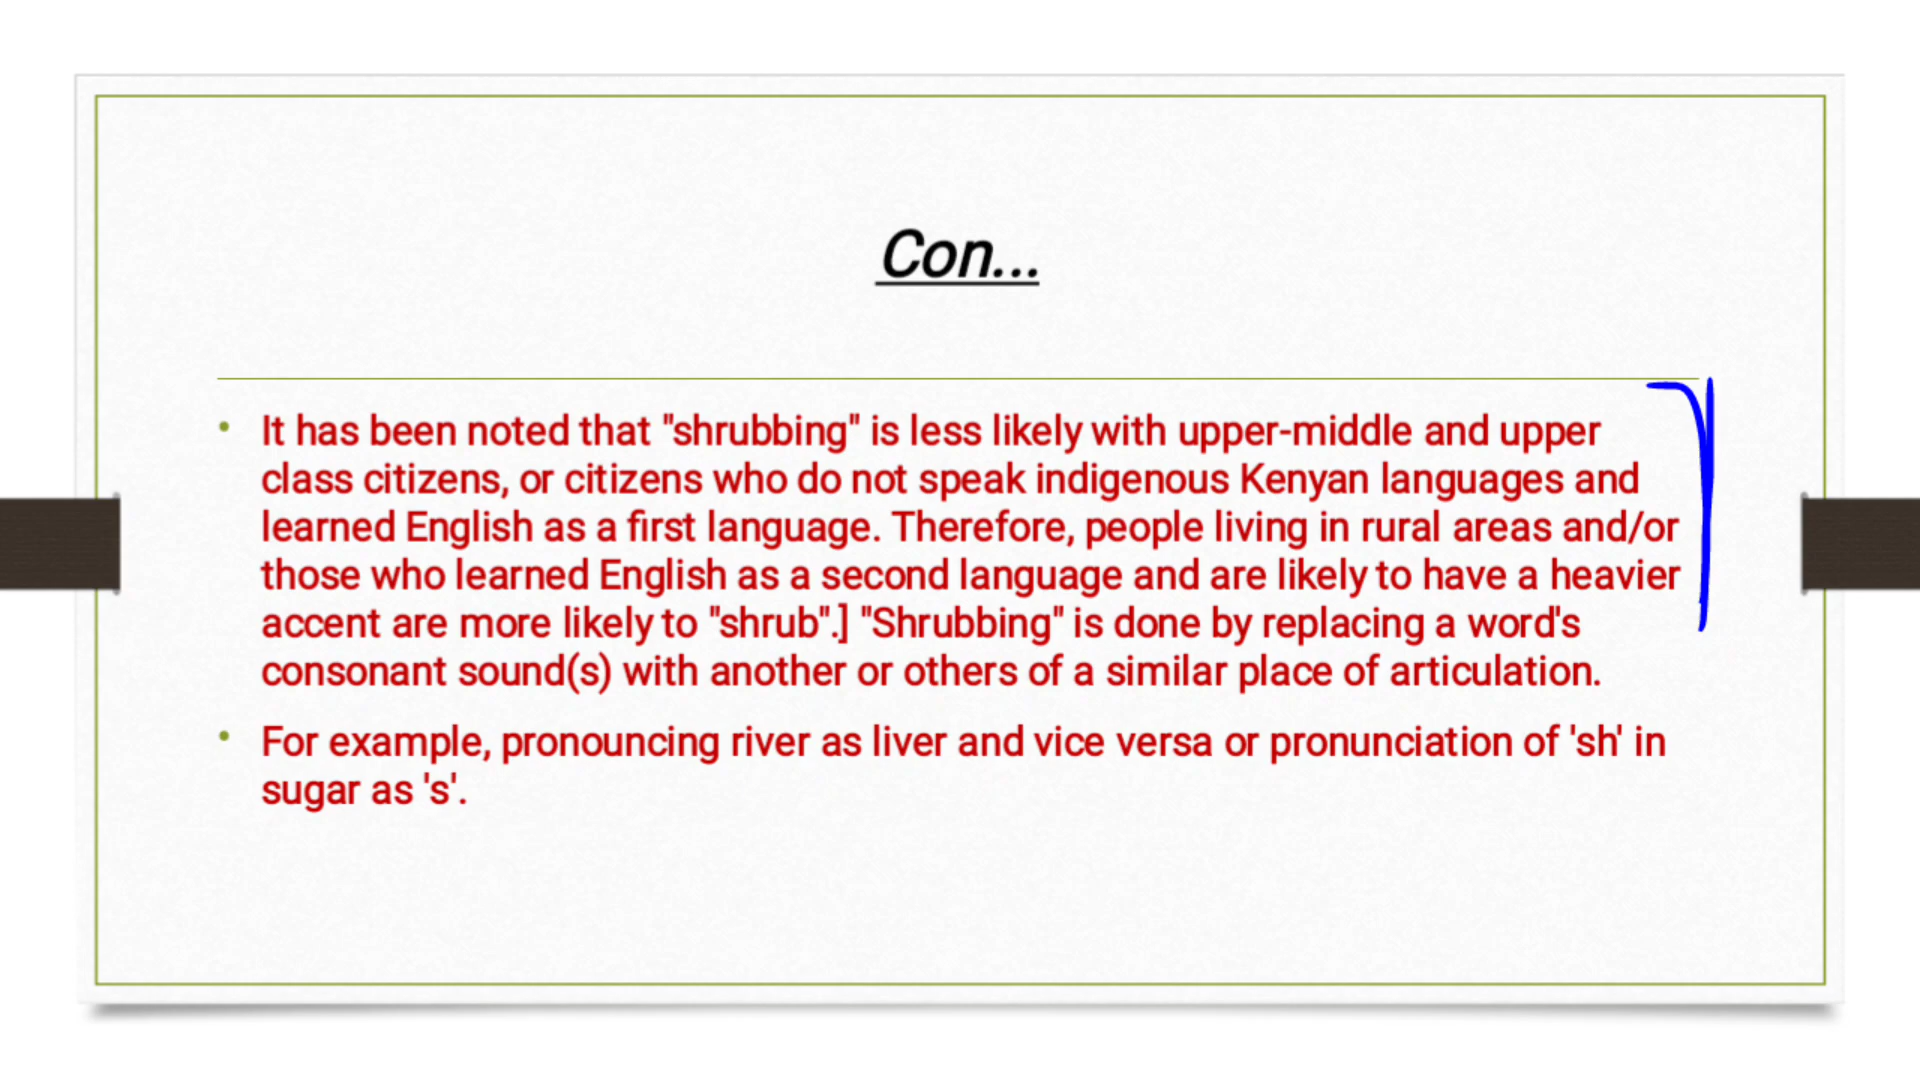 Con...
• It has been noted that "shrubbing" is less likely with upper-middle and upper
class citizens, or citizens who do not speak indigenous Kenyan languages and
learned English as a first language. Therefore, people living in rural areas and/or
those who learned English as a second language and are likely to have a heavier
accent are more likely to "shrub".] "Shrubbing" is done by replacing a word's
consonant sound(s) with another or others of a similar place of articulation.
• For example, pronouncing river as liver and vice versa or pronunciation of 'sh' in
sugar as 's'.